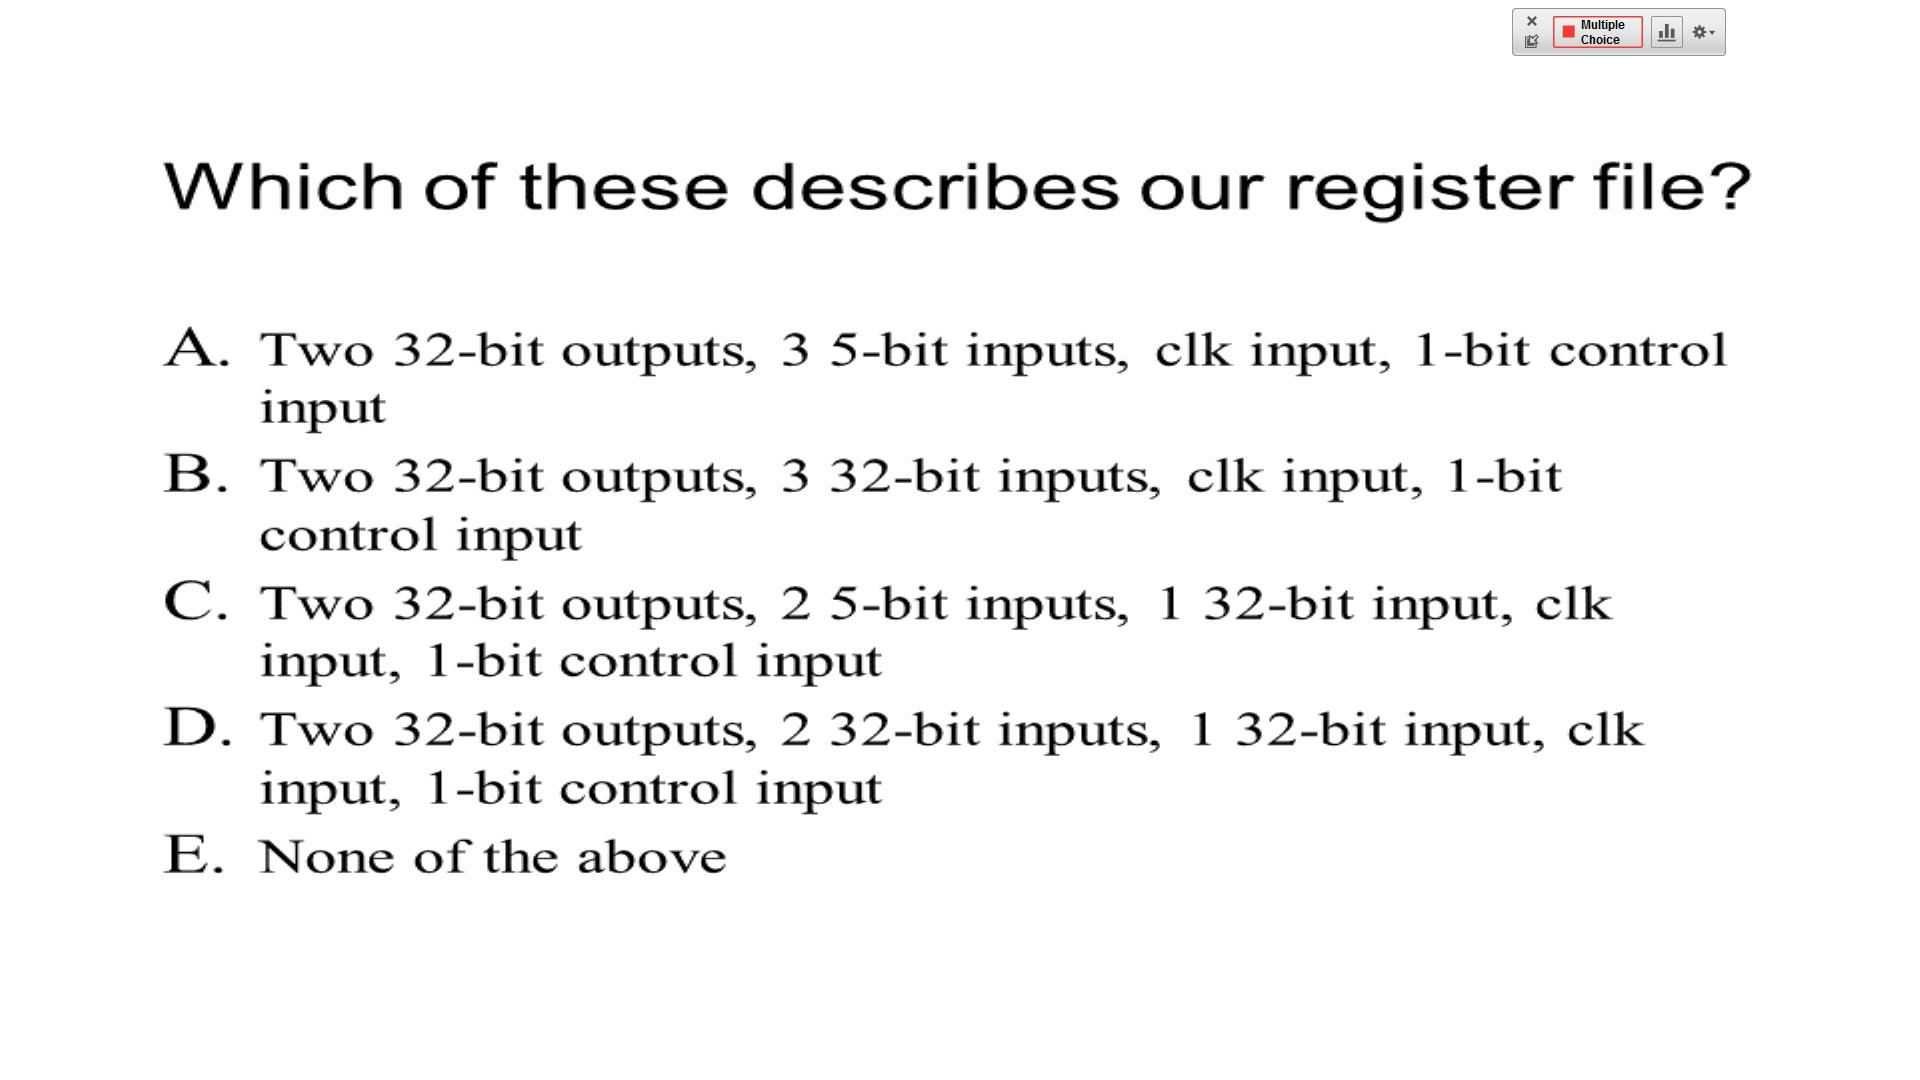 Multiple
Choice
Which of these describes our register file?
A. Two 32-bit outputs, 3 5-bit inputs, clk input, 1-bit control
input
B. Two 32-bit outputs, 3 32-bit inputs, clk input, 1-bit
control input
C. Two 32-bit outputs, 2 5-bit inputs, 1 32-bit input, clk
input, 1-bit control input
D. Two 32-bit outputs, 2 32-bit inputs, 1 32-bit input, clk
input, 1-bit control input
E. None of the above